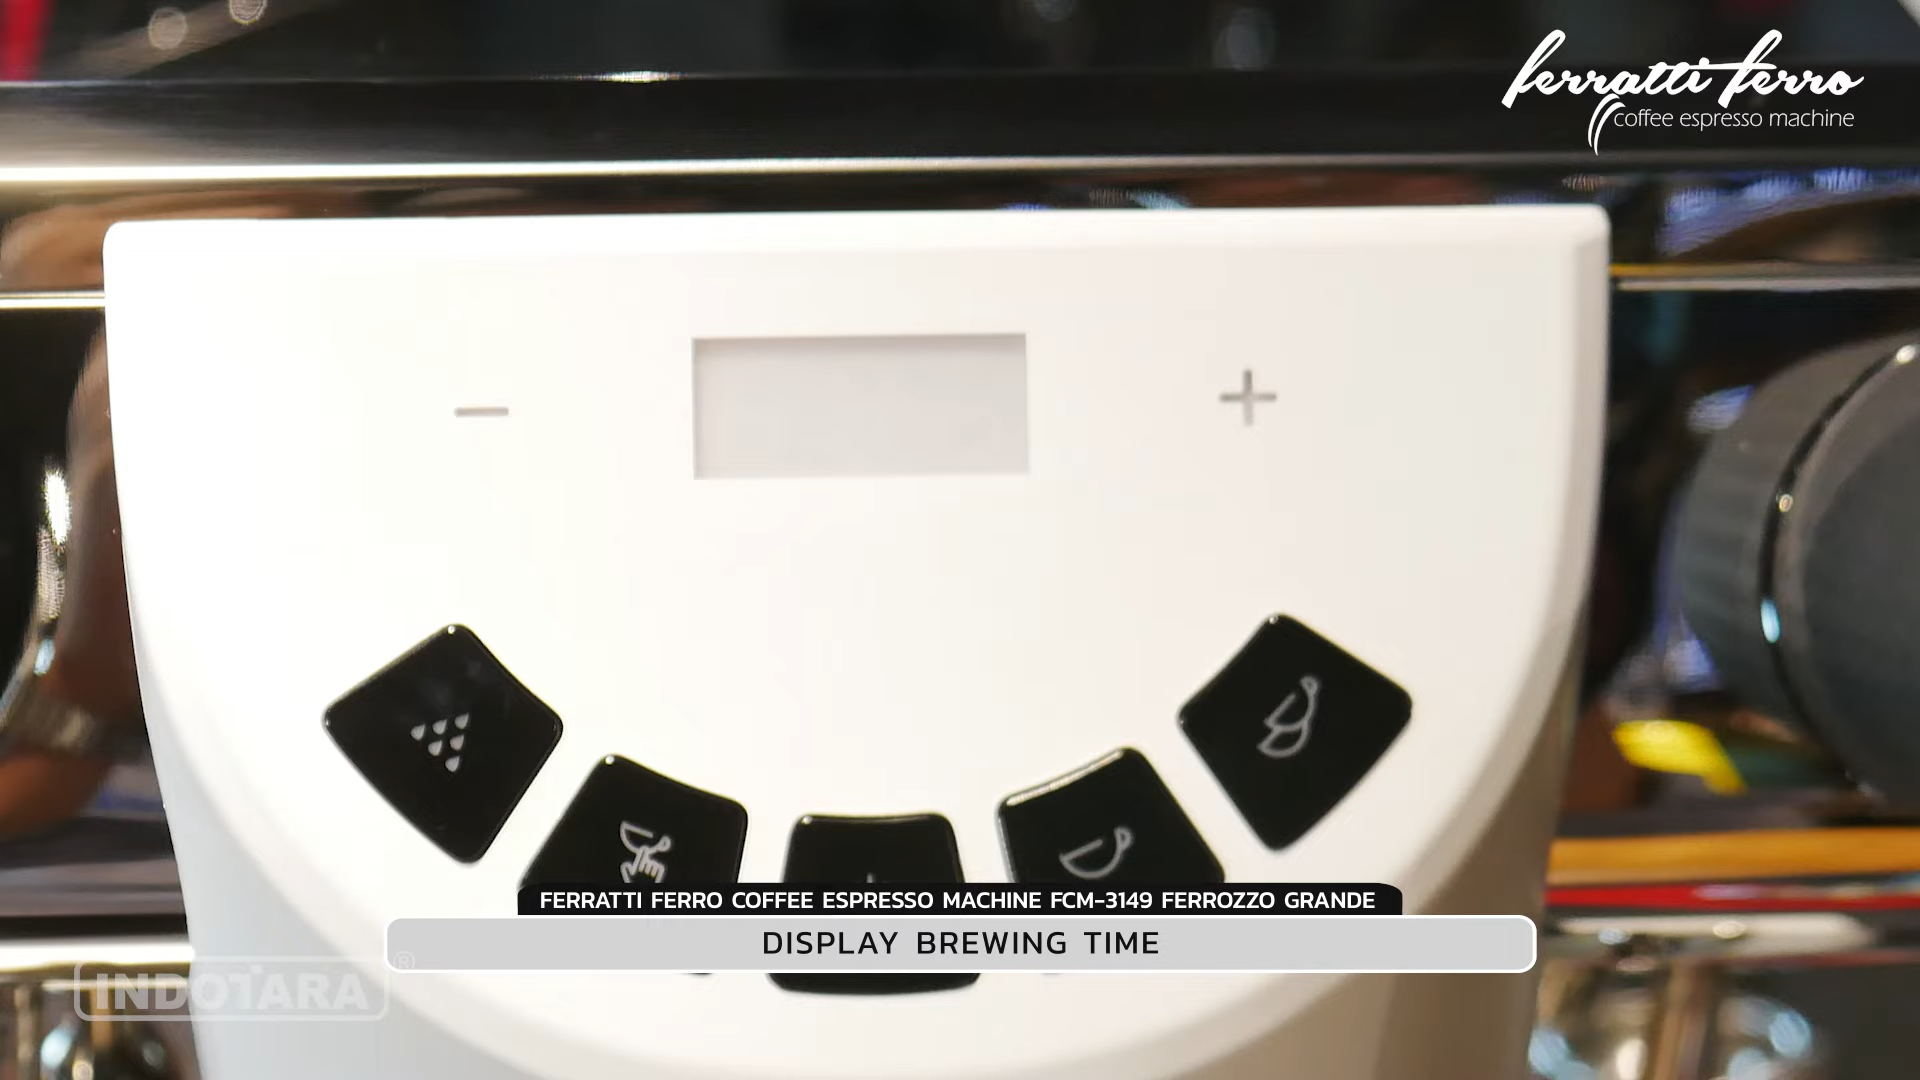 ferratti ferro
coffee espresso machine
− +
FERRATTI FERRO COFFEE ESPRESSO MACHINE FCM-3149 FERROZZO GRANDE
DISPLAY BREWING TIME
INDOTARA®